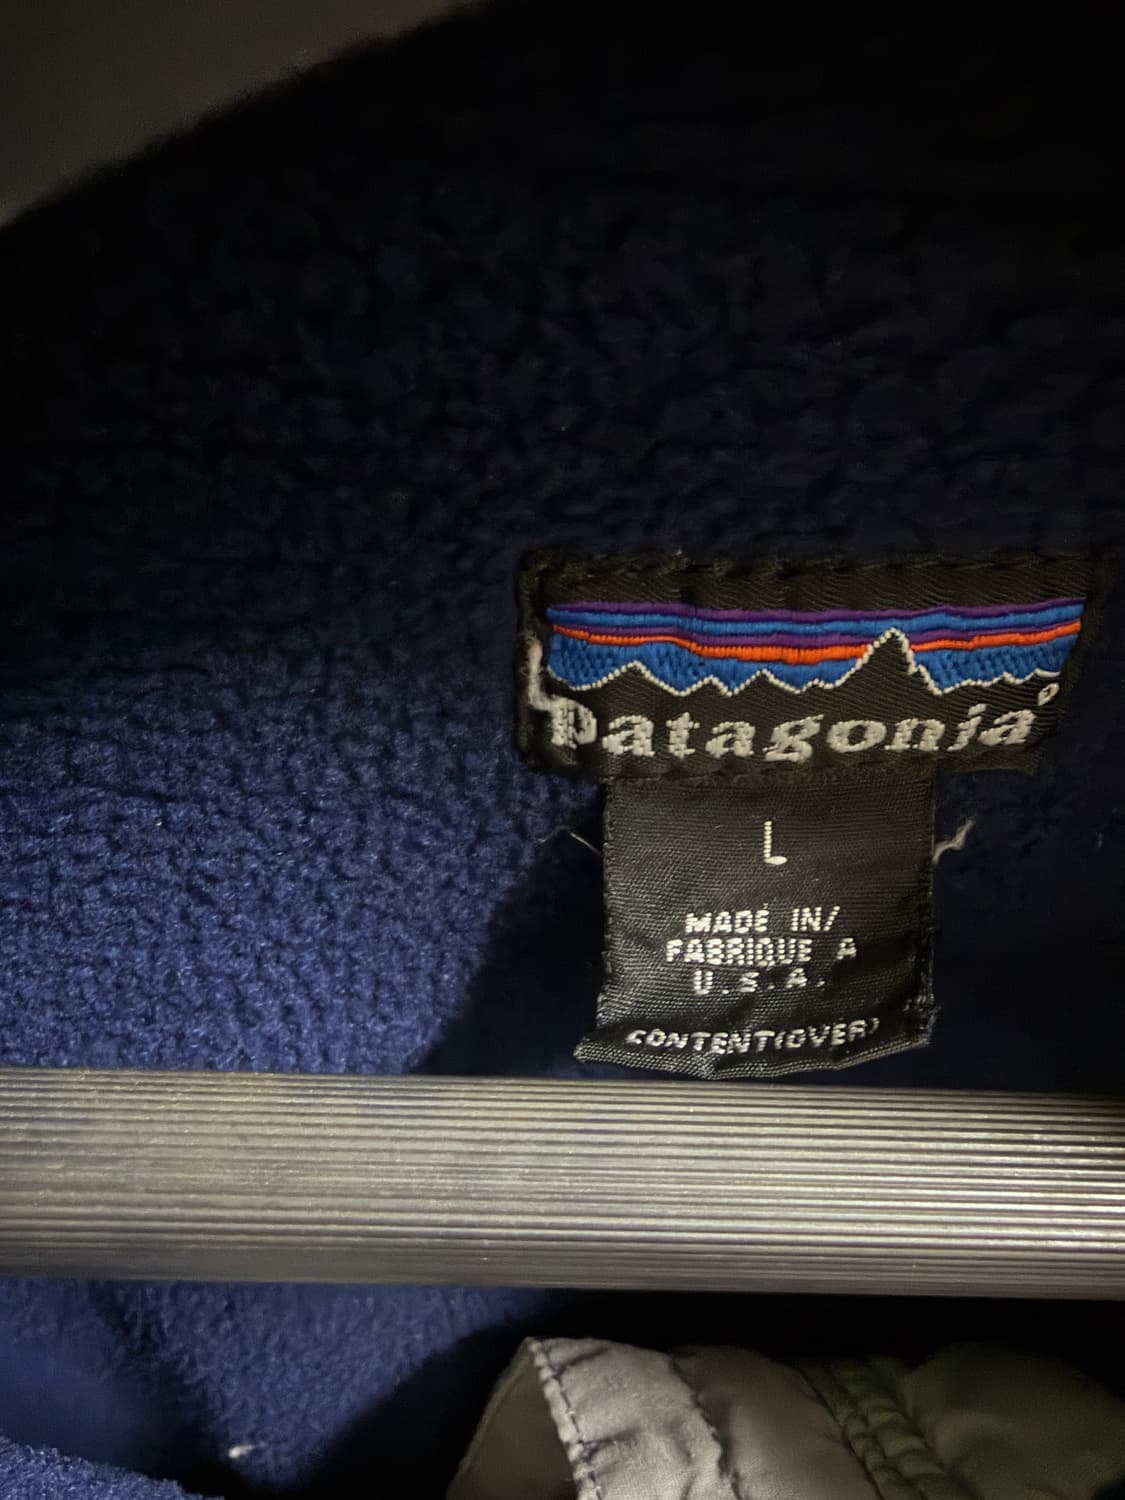 patagonia®
L
MADE IN/
FABRIQUE A
U.S.A.
CONTENT(OVER)